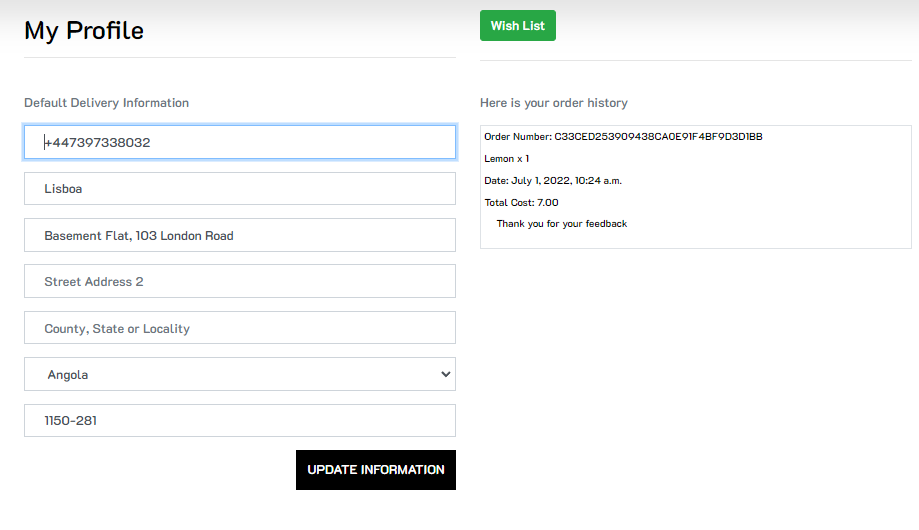 My Profile
Wish List
Default Delivery Information
+447397338032
Lisboa
Basement Flat, 103 London Road
Street Address 2
County, State or Locality
Angola
1150-281
UPDATE INFORMATION
Here is your order history
Order Number: C33CED253909438CA0E91F4BF9D3D1BB
Lemon x 1
Date: July 1, 2022, 10:24 a.m.
Total Cost: 7.00
Thank you for your feedback